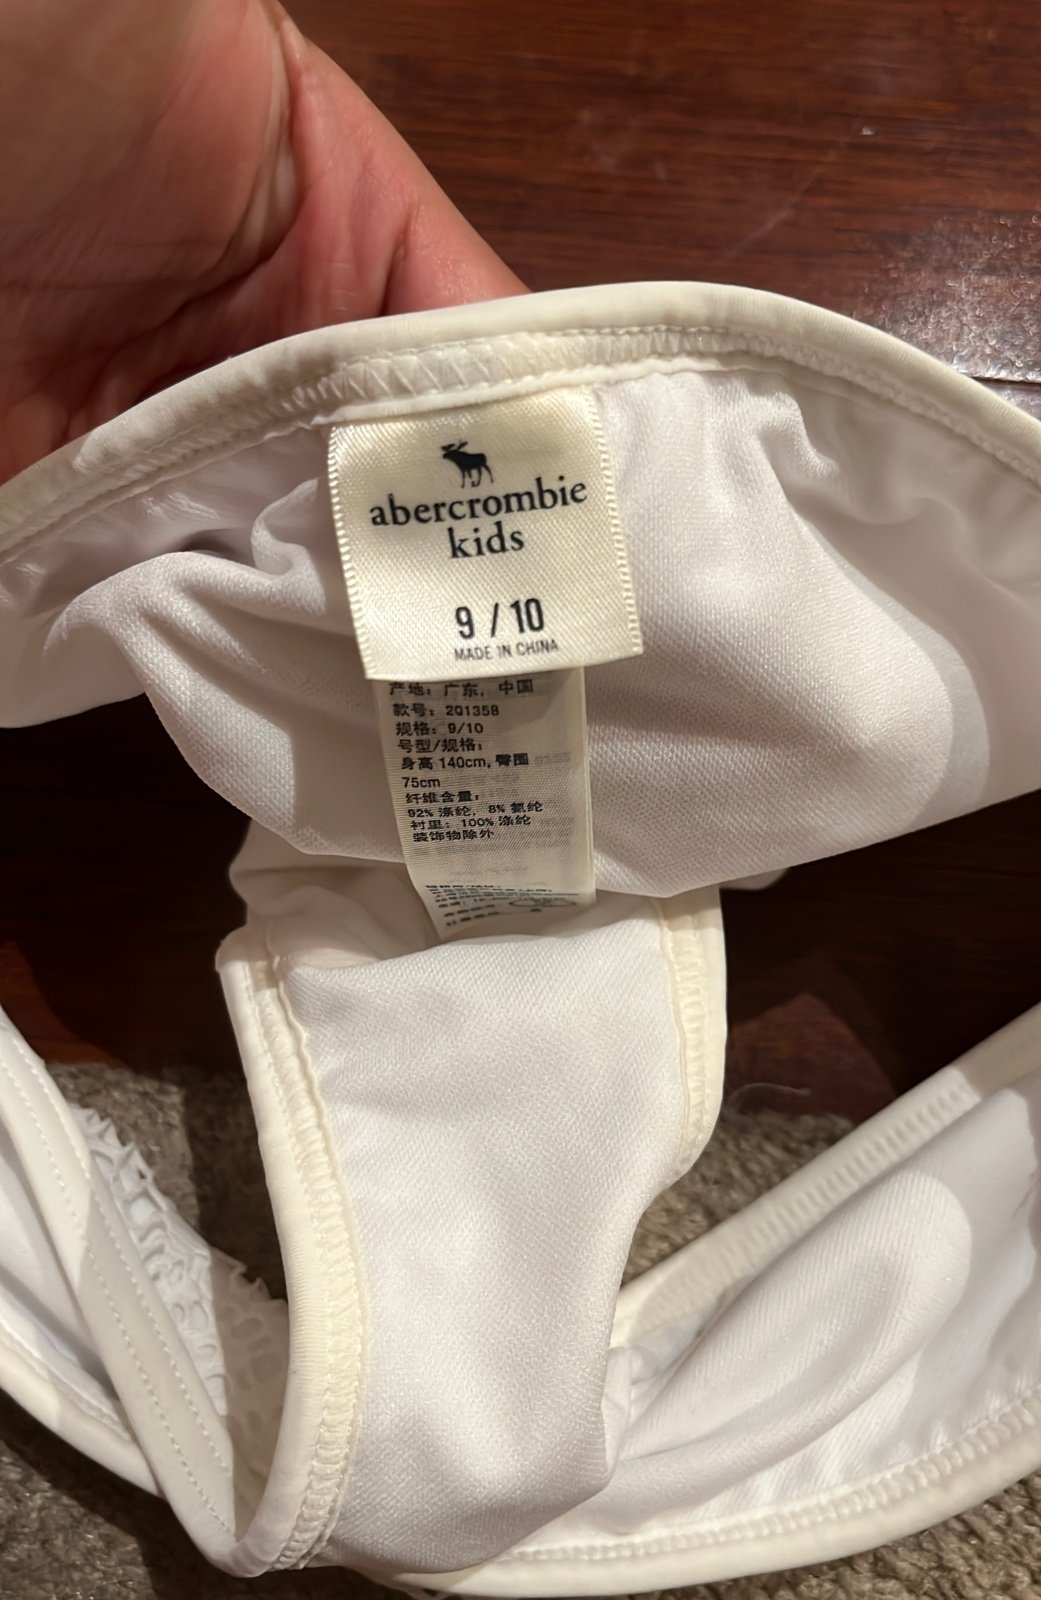 abercrombie
kids
9 / 10
MADE IN CHINA
产地：广东，中国
款号：2Q1358
规格：9/10
号型/规格：
身高 140cm, 臀围
75cm
纤维含量：
92% 涤纶, 8% 氨纶
衬里：100% 涤纶
装饰物除外